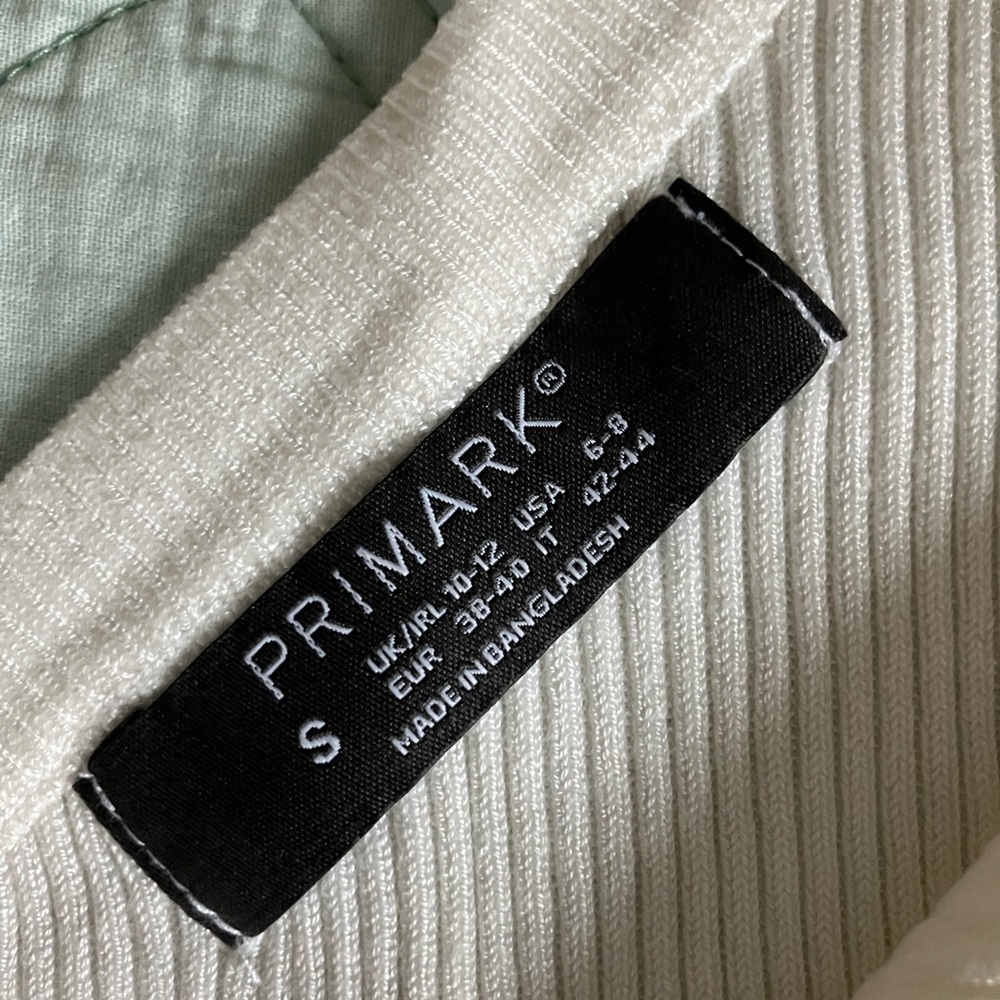 PRIMARK®
S
UK/IRL 10-12 USA 6-8
EUR 38-40 IT 42-44
MADE IN BANGLADESH